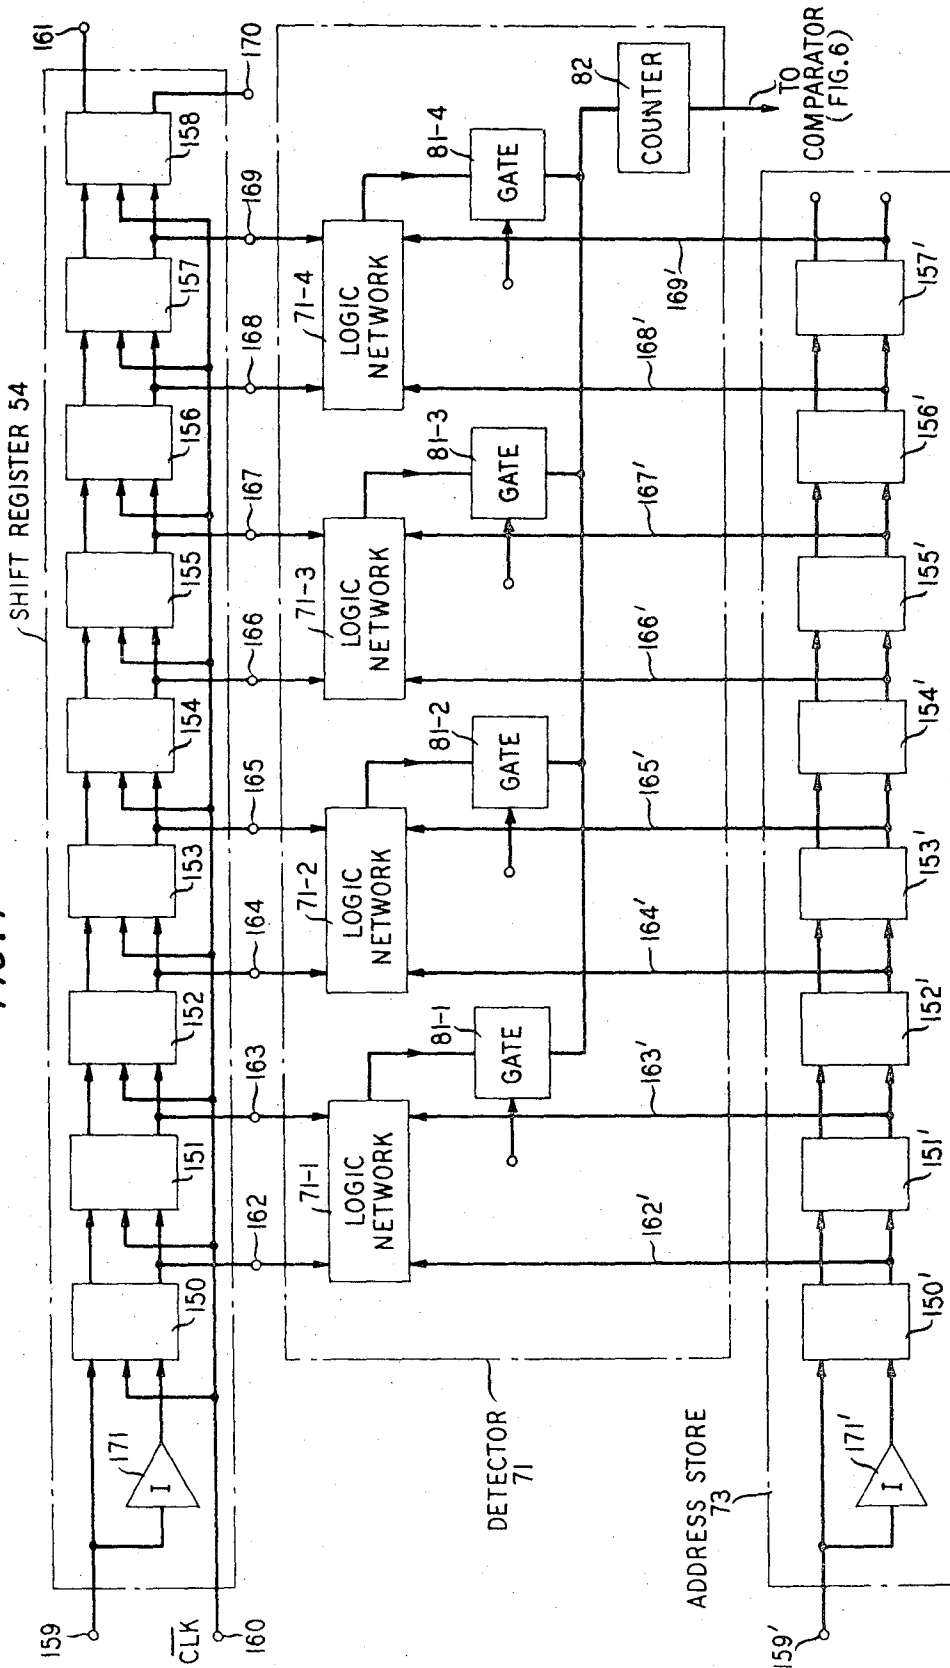 SHIFT REGISTER 54
159
CLK
160
171
I
150
151
152
153
154
155
156
157
158
161
170
162
163
164
165
166
167
168
169
71-1
LOGIC
NETWORK
71-2
LOGIC
NETWORK
71-3
LOGIC
NETWORK
71-4
LOGIC
NETWORK
81-1
GATE
81-2
GATE
81-3
GATE
81-4
GATE
82
COUNTER
TO
COMPARATOR
(FIG.6)
DETECTOR
71
162'
163'
164'
165'
166'
167'
168'
169'
ADDRESS STORE
73
159'
171'
I
150'
151'
152'
153'
154'
155'
156'
157'